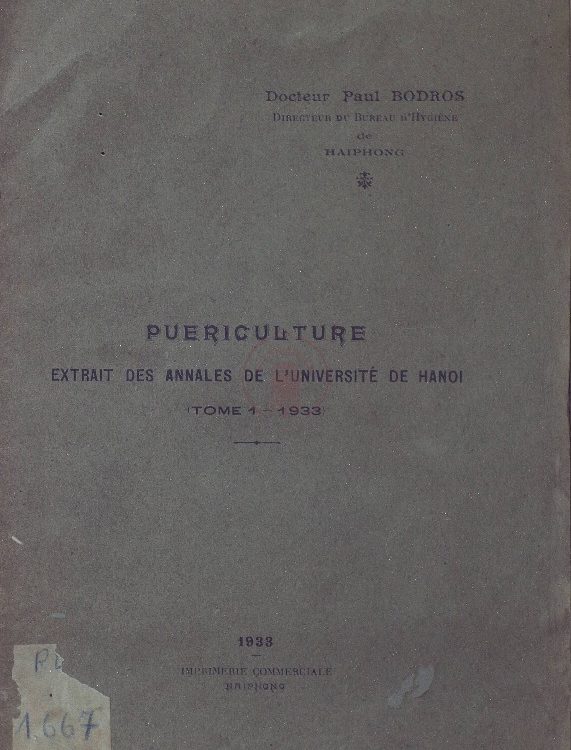 Docteur Paul BODROS
DIRECTEUR DU BUREAU D'HYGIÈNE
de
HAIPHONG
PUERICULTURE
EXTRAIT DES ANNALES DE L'UNIVERSITÉ DE HANOI
(TOME 1 — 1933)
1933
IMPRIMERIE COMMERCIALE
HAIPHONG
1.667